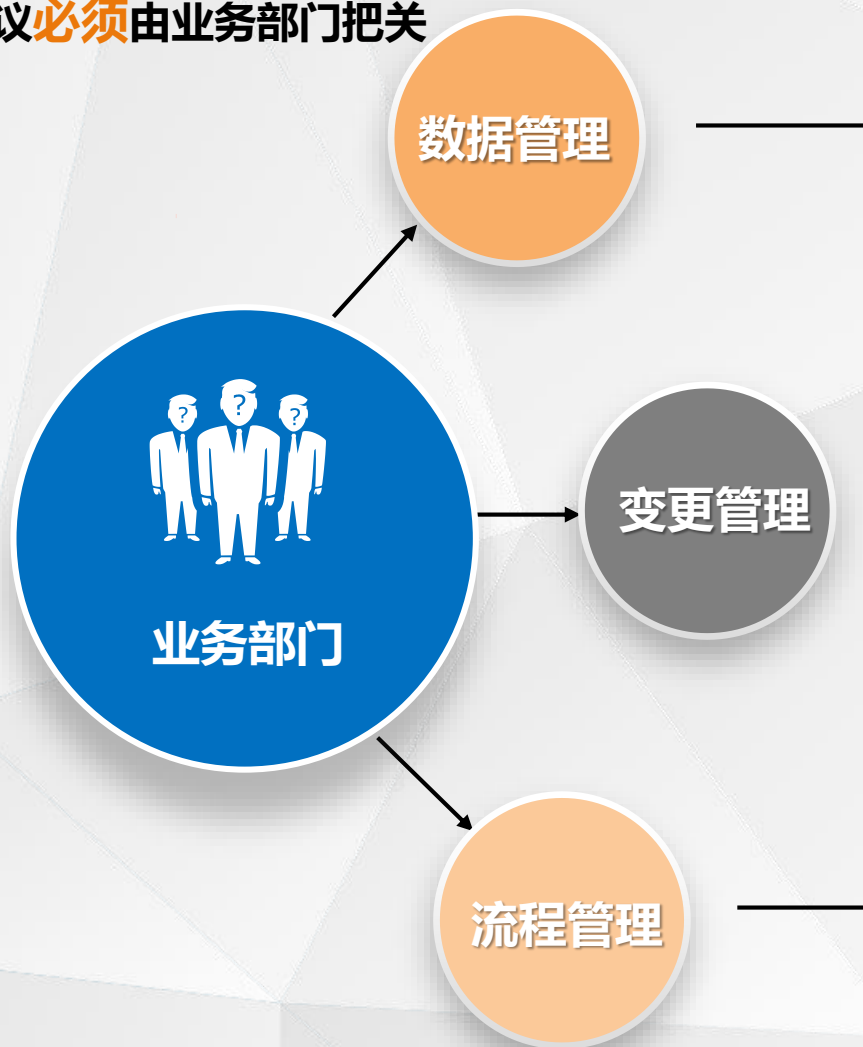 议必须由业务部门把关
数据管理
? ? ?
变更管理
业务部门
流程管理